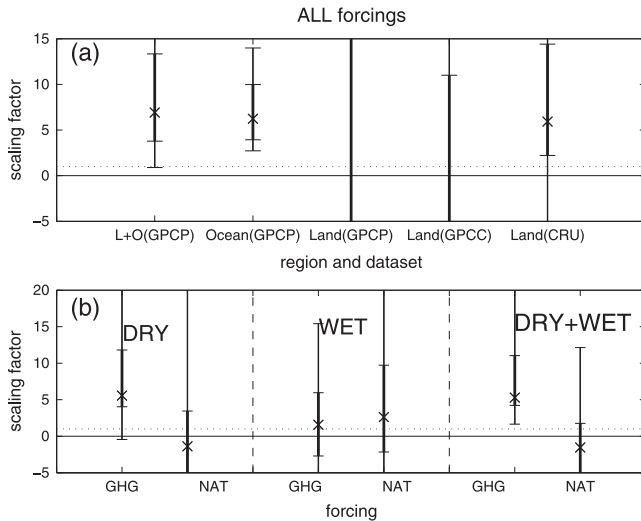 ALL forcings
(a)
15
10
5
0
−5
scaling factor
L+O(GPCP) Ocean(GPCP) Land(GPCP) Land(GPCC) Land(CRU)
region and dataset
(b)
20
15
10
5
0
−5
scaling factor
DRY WET DRY+WET
GHG NAT GHG NAT GHG NAT
forcing